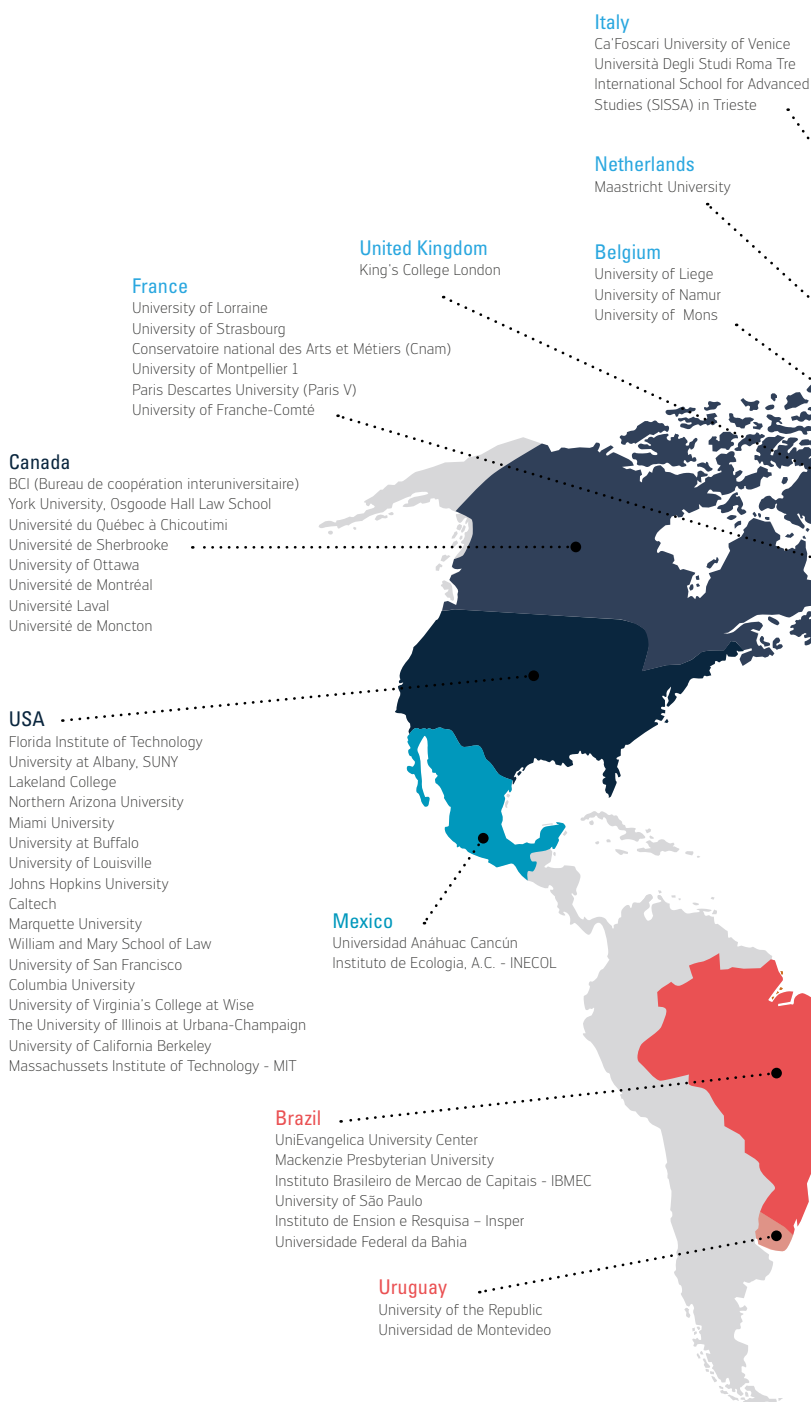 Italy
Ca'Foscari University of Venice
Università Degli Studi Roma Tre
International School for Advanced
Studies (SISSA) in Trieste
Netherlands
Maastricht University
United Kingdom
King's College London
Belgium
University of Liege
University of Namur
University of Mons
France
University of Lorraine
University of Strasbourg
Conservatoire national des Arts et Métiers (Cnam)
University of Montpellier 1
Paris Descartes University (Paris V)
University of Franche-Comté
Canada
BCI (Bureau de coopération interuniversitaire)
York University, Osgoode Hall Law School
Université du Québec à Chicoutimi
Université de Sherbrooke
University of Ottawa
Université de Montréal
Université Laval
Université de Moncton
USA
Florida Institute of Technology
University at Albany, SUNY
Lakeland College
Northern Arizona University
Miami University
University at Buffalo
University of Louisville
Johns Hopkins University
Caltech
Marquette University
William and Mary School of Law
University of San Francisco
Columbia University
University of Virginia's College at Wise
The University of Illinois at Urbana-Champaign
University of California Berkeley
Massachussets Institute of Technology - MIT
Mexico
Universidad Anáhuac Cancún
Instituto de Ecologia, A.C. - INECOL
Brazil
UniEvangelica University Center
Mackenzie Presbyterian University
Instituto Brasileiro de Mercao de Capitais - IBMEC
University of São Paulo
Instituto de Ension e Resquisa – Insper
Universidade Federal da Bahia
Uruguay
University of the Republic
Universidad de Montevideo